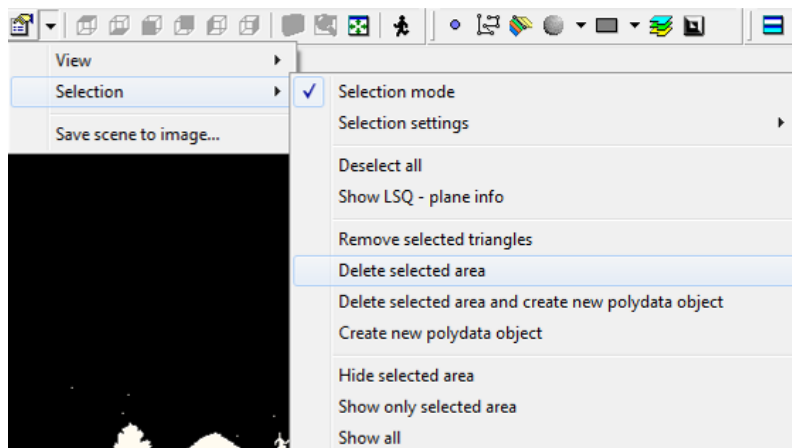 View
Selection
Save scene to image...
Selection mode
Selection settings
Deselect all
Show LSQ - plane info
Remove selected triangles
Delete selected area
Delete selected area and create new polydata object
Create new polydata object
Hide selected area
Show only selected area
Show all